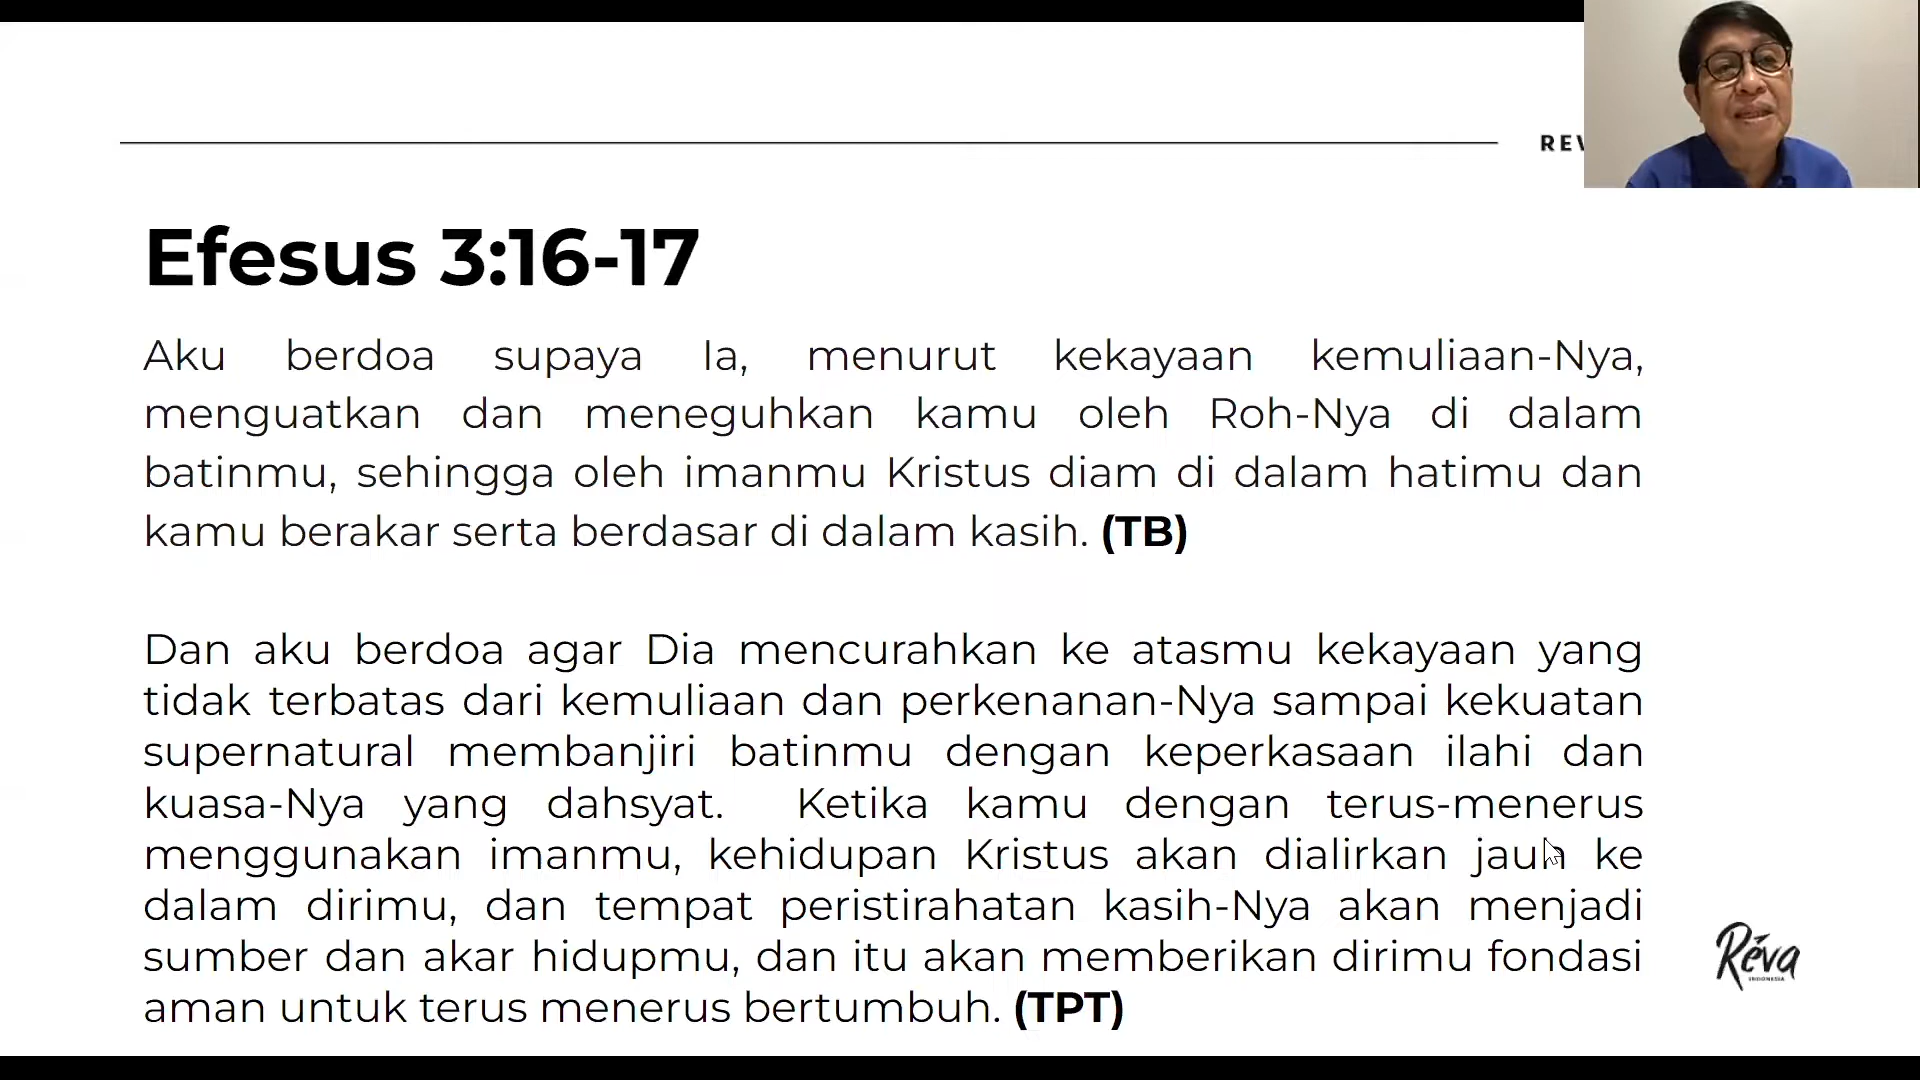 Efesus 3:16-17
Aku berdoa supaya Ia, menurut kekayaan kemuliaan-Nya,
menguatkan dan meneguhkan kamu oleh Roh-Nya di dalam
batinmu, sehingga oleh imanmu Kristus diam di dalam hatimu dan
kamu berakar serta berdasar di dalam kasih. (TB)
Dan aku berdoa agar Dia mencurahkan ke atasmu kekayaan yang
tidak terbatas dari kemuliaan dan perkenanan-Nya sampai kekuatan
supernatural membanjiri batinmu dengan keperkasaan ilahi dan
kuasa-Nya yang dahsyat. Ketika kamu dengan terus-menerus
menggunakan imanmu, kehidupan Kristus akan dialirkan jauh ke
dalam dirimu, dan tempat peristirahatan kasih-Nya akan menjadi
sumber dan akar hidupmu, dan itu akan memberikan dirimu fondasi
aman untuk terus menerus bertumbuh. (TPT)
Réva
INDONESIA